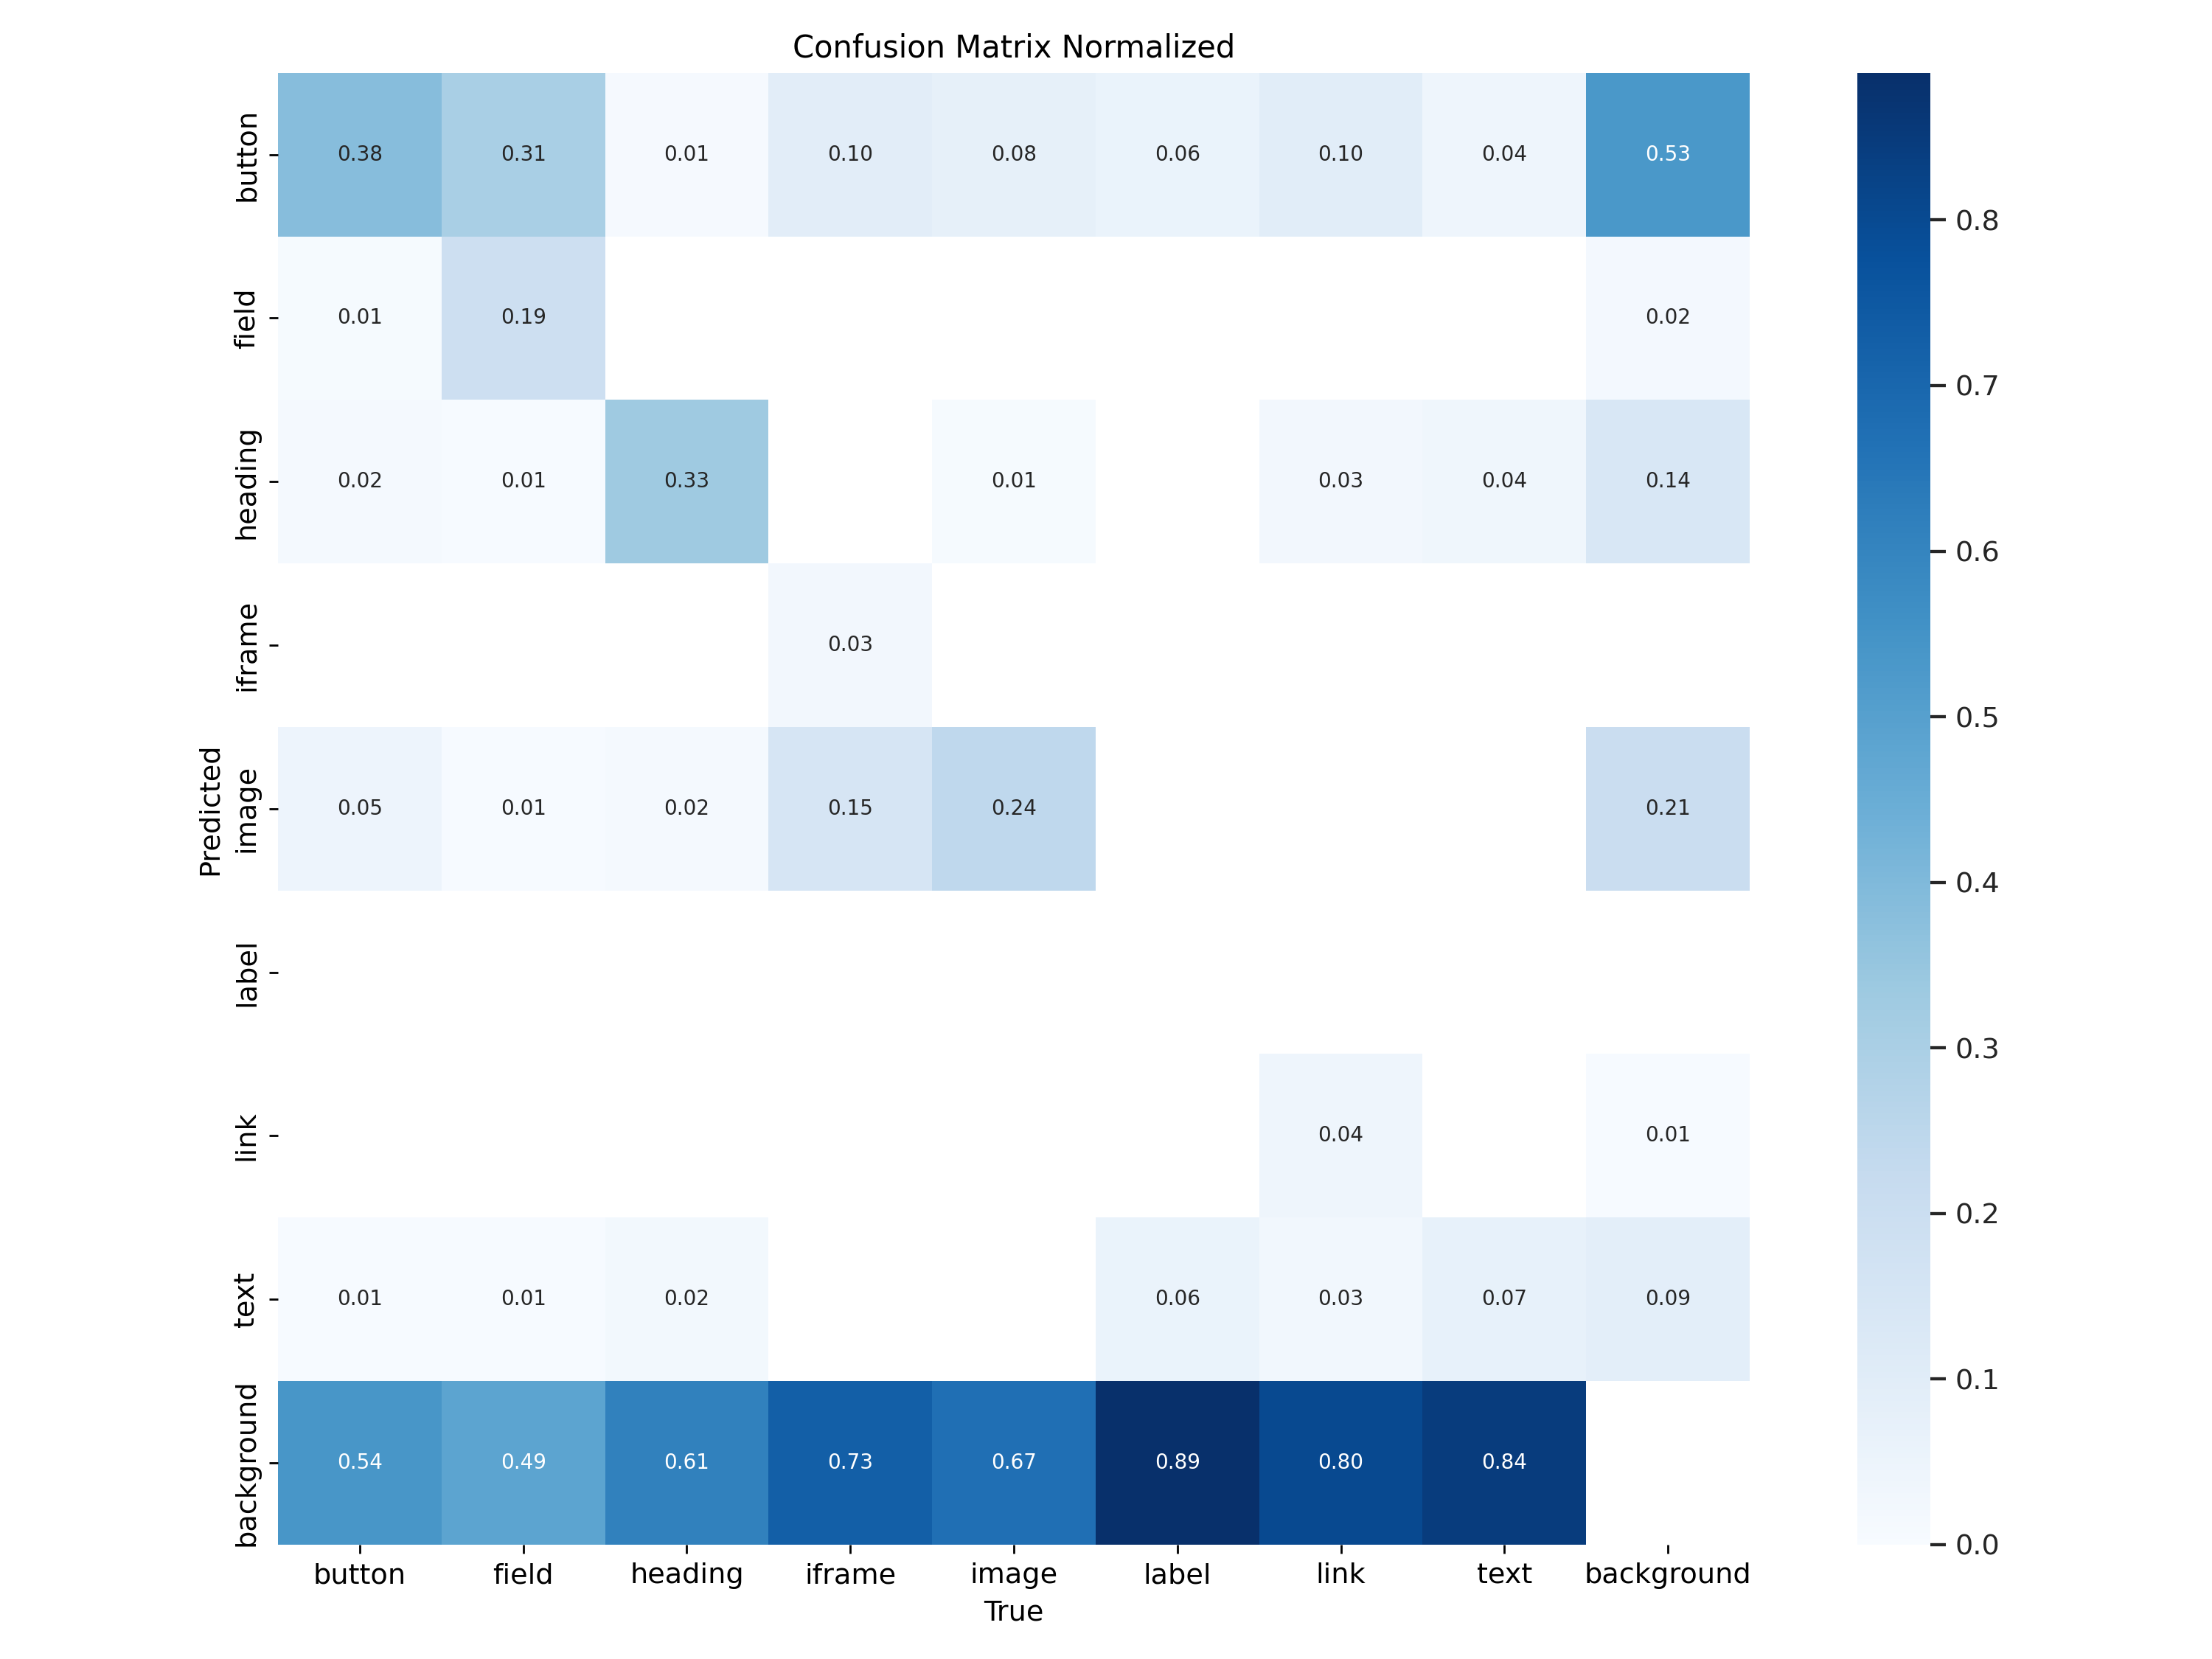 Confusion Matrix Normalized
button 0.38 0.31 0.01 0.10 0.08 0.06 0.10 0.04 0.53
field 0.01 0.19 0.02
heading 0.02 0.01 0.33 0.01 0.03 0.04 0.14
iframe 0.03
image 0.05 0.01 0.02 0.15 0.24 0.21
label
link 0.04 0.01
text 0.01 0.01 0.02 0.06 0.03 0.07 0.09
background 0.54 0.49 0.61 0.73 0.67 0.89 0.80 0.84
button field heading iframe image label link text background
True
Predicted
0.8
0.7
0.6
0.5
0.4
0.3
0.2
0.1
0.0